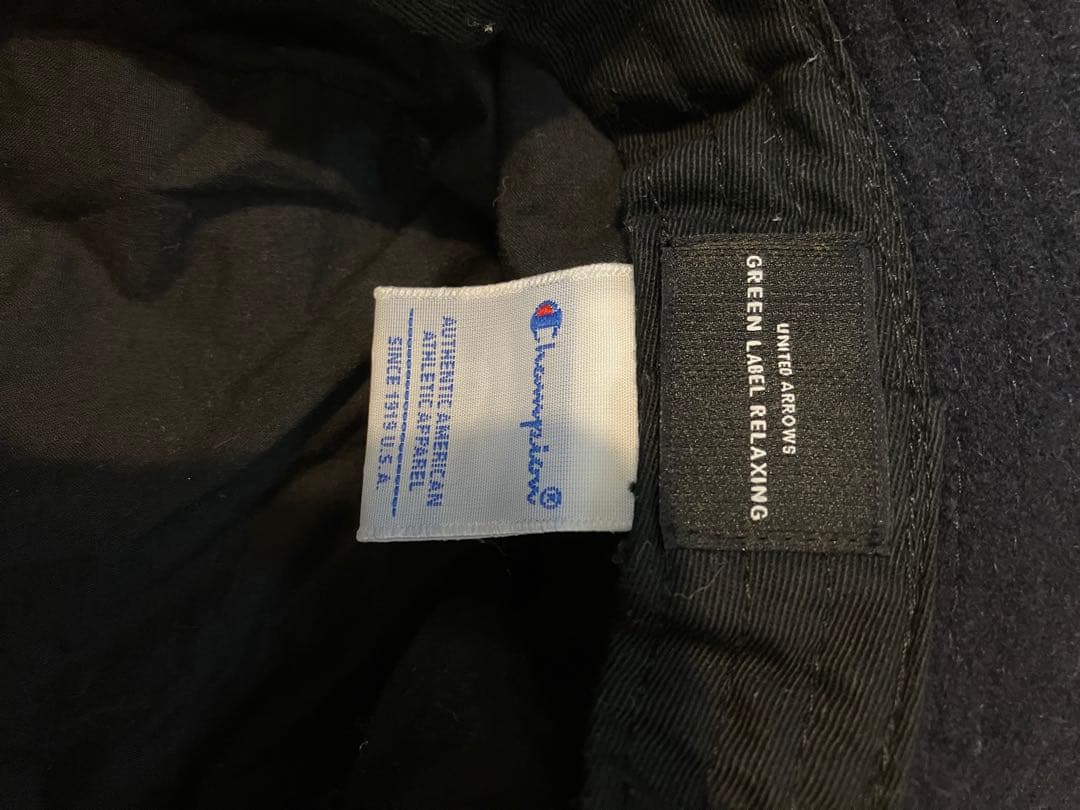 Champion®
AUTHENTIC AMERICAN
ATHLETIC APPAREL
SINCE 1919 U.S.A.
UNITED ARROWS
GREEN LABEL RELAXING